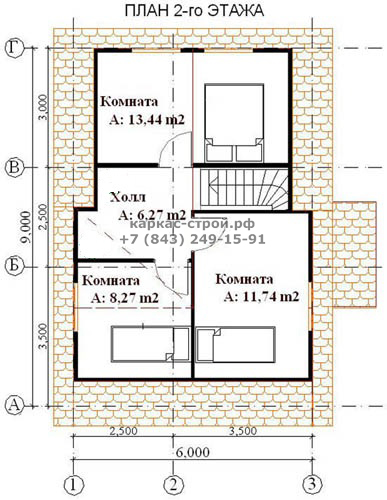 ПЛАН 2-го ЭТАЖА
Г
3,000
Комната
А: 13,44 m2
В
2,500
9,000
Холл
А: 6,27 m2
каркас-строй.рф
+7 (843) 249-15-91
Б
Комната
А: 8,27 m2
Комната
А: 11,74 m2
3,500
А
2,500
3,500
6,000
1
2
3